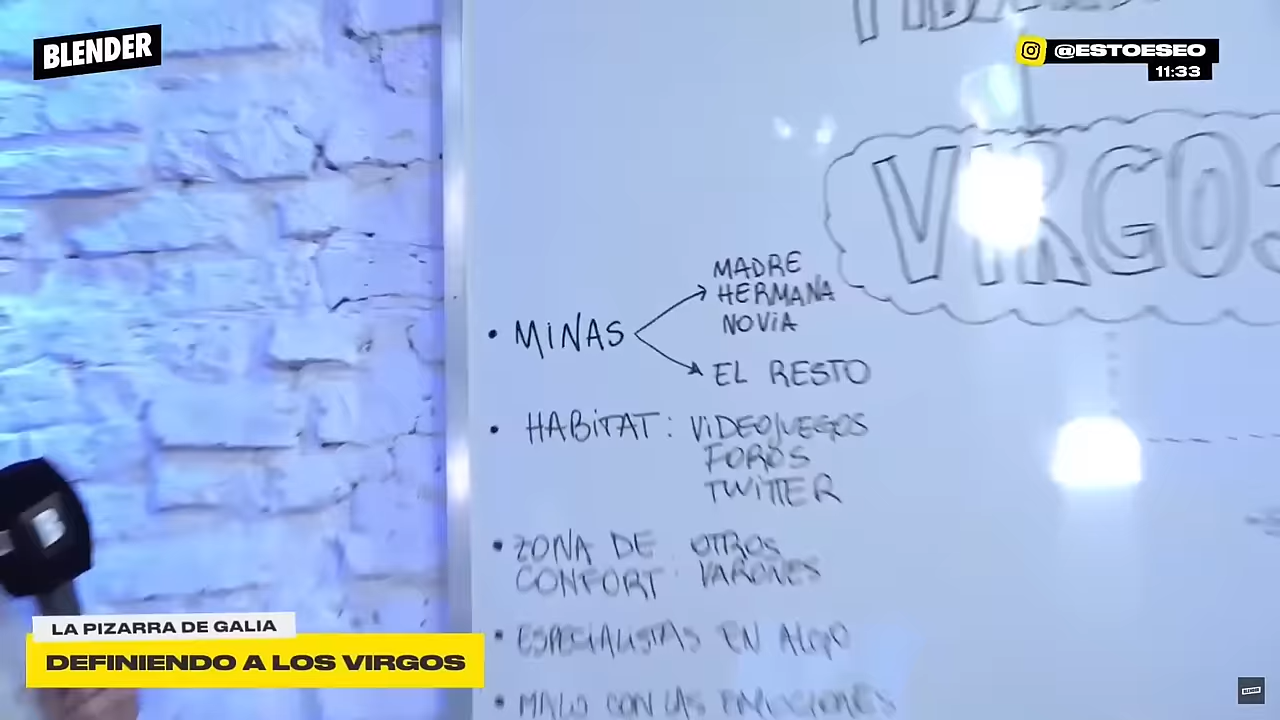 BLENDER
@ESTOESEO
11:33
VIRGOS
MADRE
HERMANA
NOVIA
• MINAS
EL RESTO
• HABITAT: VIDEOJUEGOS
FOROS
TWITTER
• ZONA DE OTROS
CONFORT: VARONES
• ESPECIALISTAS EN ALGO
• MALO CON LAS EMOCIONES
LA PIZARRA DE GALIA
DEFINIENDO A LOS VIRGOS
BLENDER